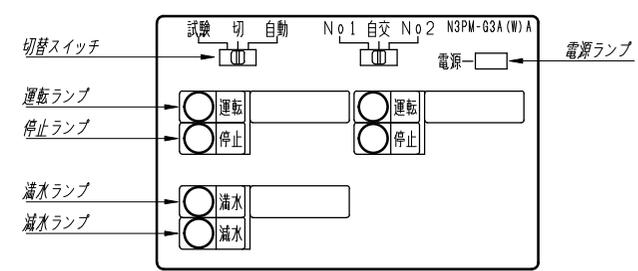 試験 切 自動 No1 自交 No2 N3PM-G3A(W)A
切替スイッチ
電源 電源ランプ
運転ランプ 運転 運転
停止ランプ 停止 停止
満水ランプ 満水
減水ランプ 減水